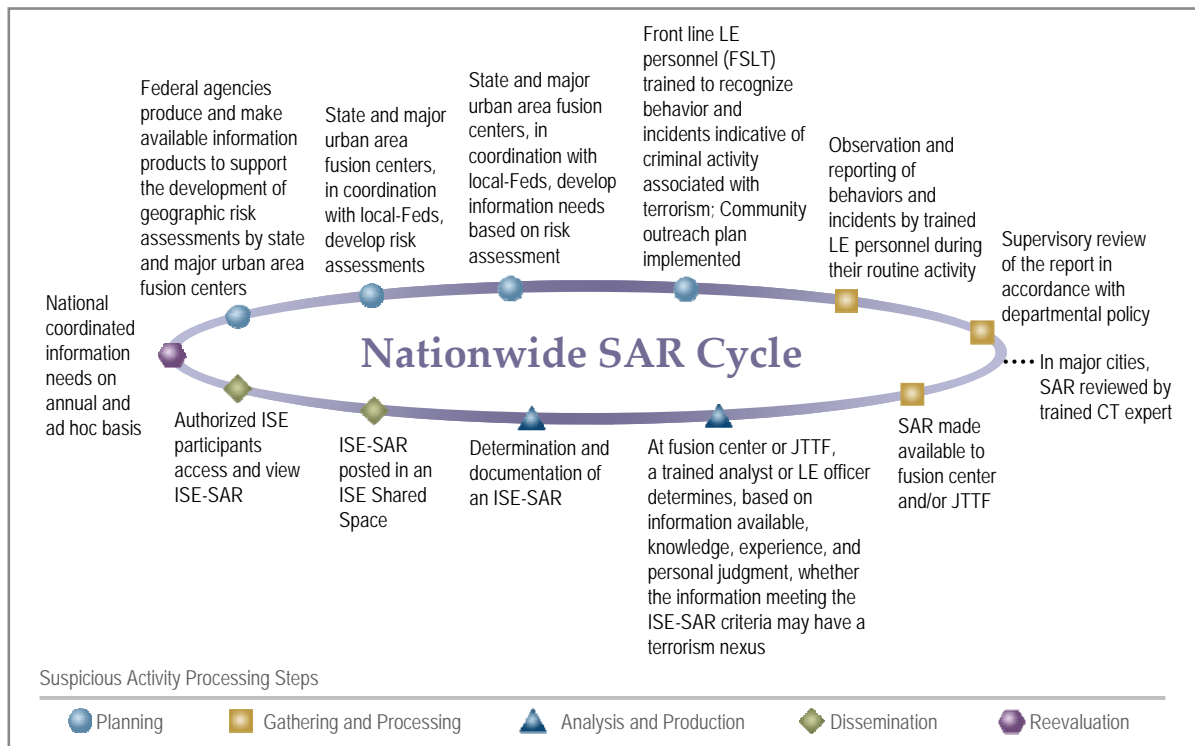 Federal agencies
produce and make
available information
products to support
the development of
geographic risk
assessments by state
and major urban area
fusion centers
State and major
urban area
fusion centers,
in coordination
with local-Feds,
develop risk
assessments
State and major
urban area fusion
centers, in
coordination with
local-Feds, develop
information needs
based on risk
assessment
Front line LE
personnel (FSLT)
trained to recognize
behavior and
incidents indicative of
criminal activity
associated with
terrorism; Community
outreach plan
implemented
Observation and
reporting of
behaviors and
incidents by trained
LE personnel during
their routine activity
Supervisory review
of the report in
accordance with
departmental policy
In major cities,
SAR reviewed by
trained CT expert
National
coordinated
information
needs on
annual and
ad hoc basis
Nationwide SAR Cycle
Authorized ISE
participants
access and view
ISE-SAR
ISE-SAR
posted in an
ISE Shared
Space
Determination and
documentation of
an ISE-SAR
At fusion center or JTTF,
a trained analyst or LE officer
determines, based on
information available,
knowledge, experience, and
personal judgment, whether
the information meeting the
ISE-SAR criteria may have a
terrorism nexus
SAR made
available to
fusion center
and/or JTTF
Suspicious Activity Processing Steps
Planning
Gathering and Processing
Analysis and Production
Dissemination
Reevaluation